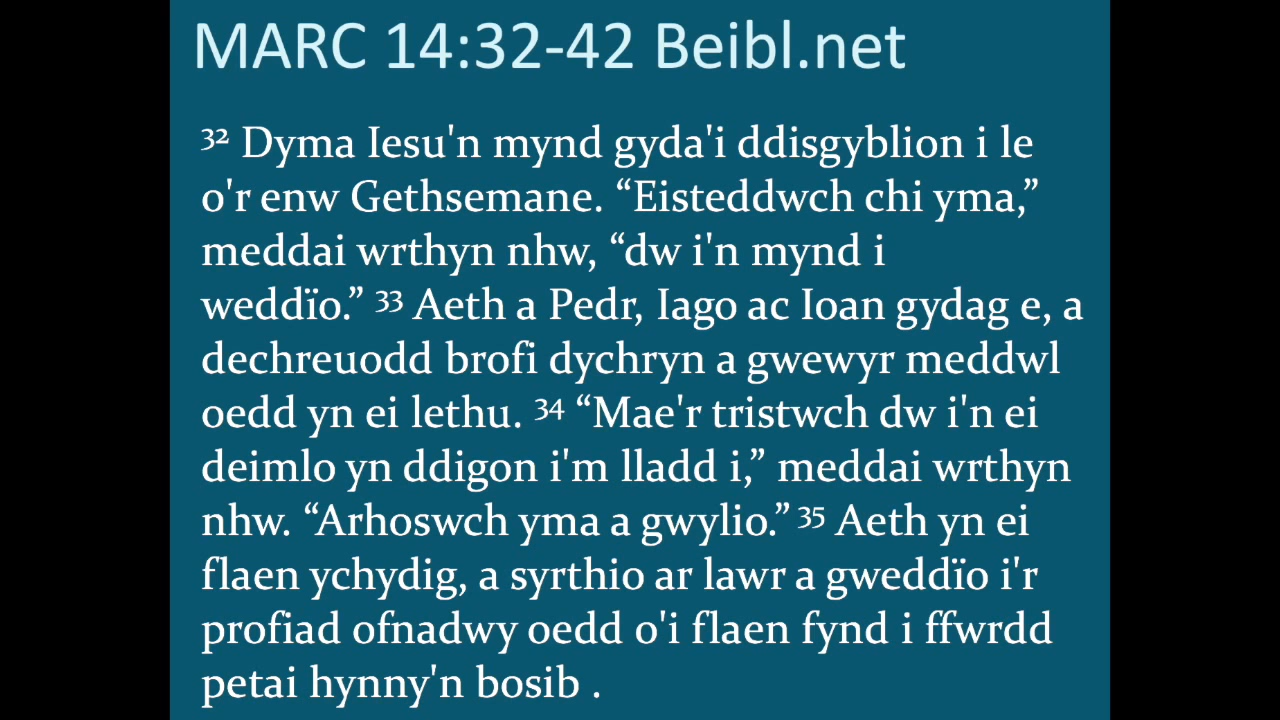 MARC 14:32-42 Beibl.net
³² Dyma Iesu'n mynd gyda'i ddisgyblion i le
o'r enw Gethsemane. “Eisteddwch chi yma,”
meddai wrthyn nhw, “dw i'n mynd i
weddïo.” ³³ Aeth a Pedr, Iago ac Ioan gydag e, a
dechreuodd brofi dychryn a gwewyr meddwl
oedd yn ei lethu. ³⁴ “Mae'r tristwch dw i'n ei
deimlo yn ddigon i'm lladd i,” meddai wrthyn
nhw. “Arhoswch yma a gwylio.” ³⁵ Aeth yn ei
flaen ychydig, a syrthio ar lawr a gweddïo i'r
profiad ofnadwy oedd o'i flaen fynd i ffwrdd
petai hynny'n bosib .